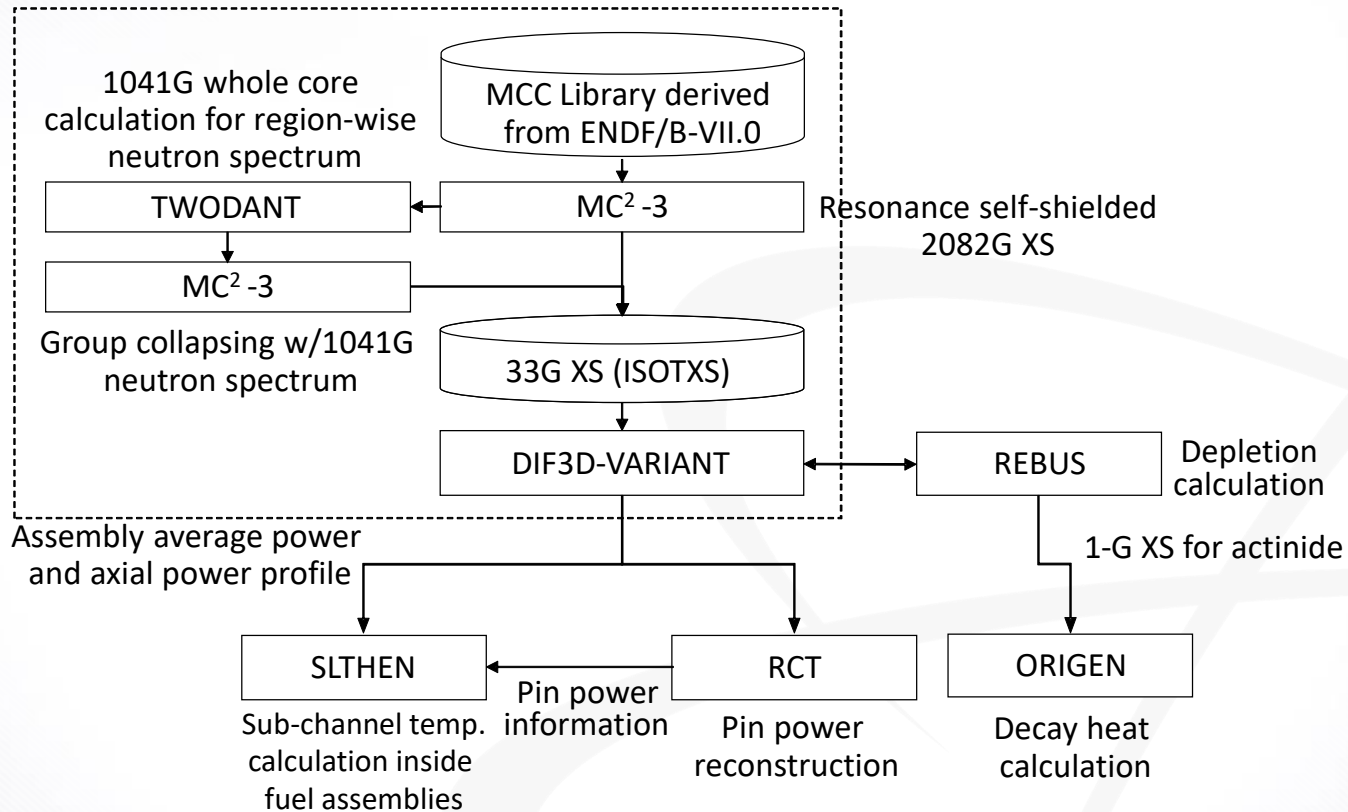 1041G whole core
calculation for region-wise
neutron spectrum
MCC Library derived
from ENDF/B-VII.0
TWODANT
MC² -3
Resonance self-shielded
2082G XS
MC² -3
Group collapsing w/1041G
neutron spectrum
33G XS (ISOTXS)
DIF3D-VARIANT
REBUS
Depletion
calculation
Assembly average power
and axial power profile
1-G XS for actinide
SLTHEN
Pin power
information
RCT
ORIGEN
Sub-channel temp.
calculation inside
fuel assemblies
Pin power
reconstruction
Decay heat
calculation